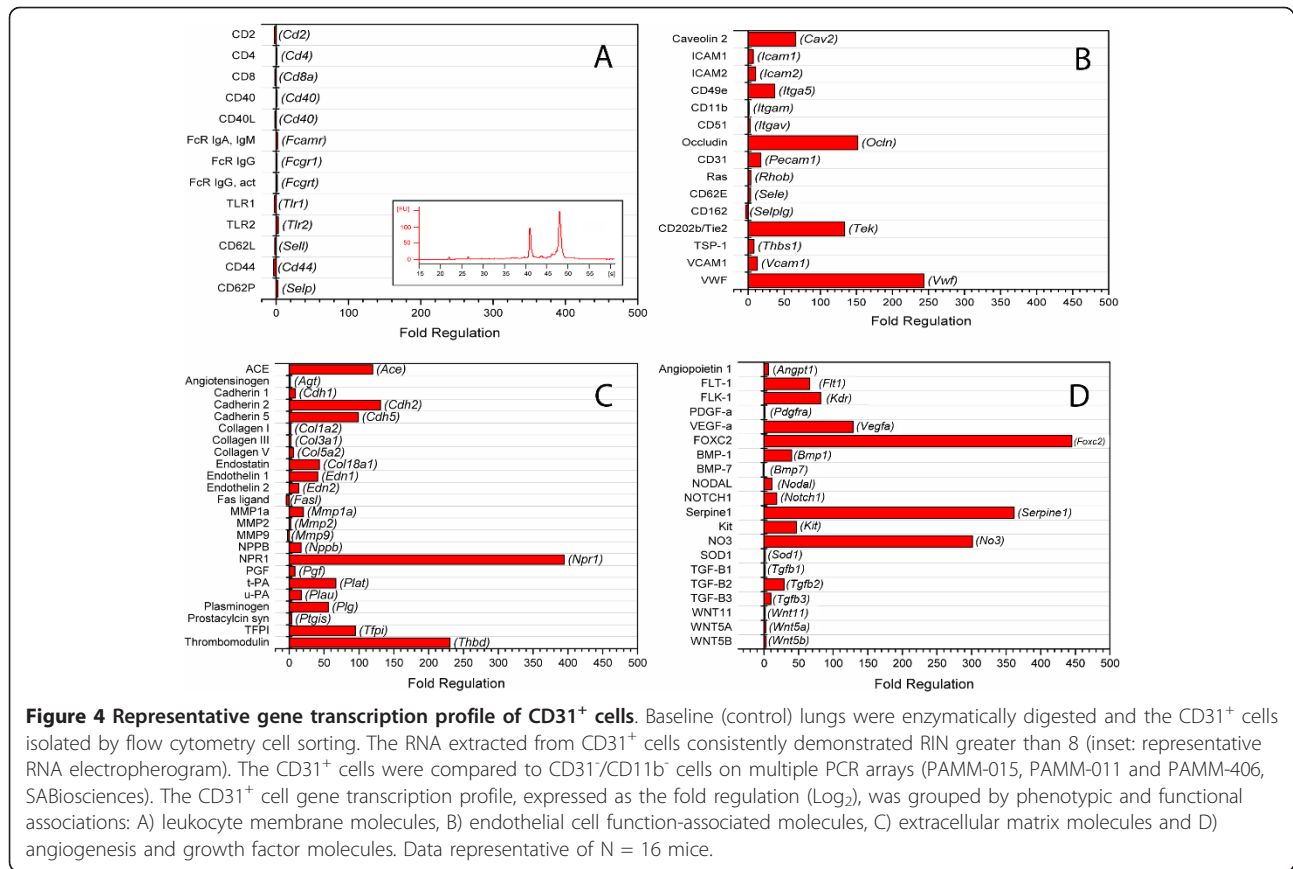 A
CD2 (Cd2)
CD4 (Cd4)
CD8 (Cd8a)
CD40 (Cd40)
CD40L (Cd40)
FcR IgA, IgM (Fcamr)
FcR IgG (Fcgr1)
FcR IgG, act (Fcgrt)
TLR1 (Tlr1)
TLR2 (Tlr2)
CD62L (Sell)
CD44 (Cd44)
CD62P (Selp)
[FU]
100
50
0
15 20 25 30 35 40 45 50 55 60 [s]
0 100 200 300 400 500
Fold Regulation
B
Caveolin 2 (Cav2)
ICAM1 (Icam1)
ICAM2 (Icam2)
CD49e (Itga5)
CD11b (Itgam)
CD51 (Itgav)
Occludin (Ocln)
CD31 (Pecam1)
Ras (Rhob)
CD62E (Sele)
CD162 (Selplg)
CD202b/Tie2 (Tek)
TSP-1 (Thbs1)
VCAM1 (Vcam1)
VWF (Vwf)
0 50 100 150 200 250 300 350 400 450 500
Fold Regulation
C
ACE (Ace)
Angiotensinogen (Agt)
Cadherin 1 (Cdh1)
Cadherin 2 (Cdh2)
Cadherin 5 (Cdh5)
Collagen I (Col1a2)
Collagen III (Col3a1)
Collagen V (Col5a2)
Endostatin (Col18a1)
Endothelin 1 (Edn1)
Endothelin 2 (Edn2)
Fas ligand (Fasl)
MMP1a (Mmp1a)
MMP2 (Mmp2)
MMP9 (Mmp9)
NPPB (Nppb)
NPR1 (Npr1)
PGF (Pgf)
t-PA (Plat)
u-PA (Plau)
Plasminogen (Plg)
Prostacylcin syn (Ptgis)
TFPI (Tfpi)
Thrombomodulin (Thbd)
0 50 100 150 200 250 300 350 400 450 500
Fold Regulation
D
Angiopoietin 1 (Angpt1)
FLT-1 (Flt1)
FLK-1 (Kdr)
PDGF-a (Pdgfra)
VEGF-a (Vegfa)
FOXC2 (Foxc2)
BMP-1 (Bmp1)
BMP-7 (Bmp7)
NODAL (Nodal)
NOTCH1 (Notch1)
Serpine1 (Serpine1)
Kit (Kit)
NO3 (No3)
SOD1 (Sod1)
TGF-B1 (Tgfb1)
TGF-B2 (Tgfb2)
TGF-B3 (Tgfb3)
WNT11 (Wnt11)
WNT5A (Wnt5a)
WNT5B (Wnt5b)
0 50 100 150 200 250 300 350 400 450 500
Fold Regulation
Figure 4 Representative gene transcription profile of CD31⁺ cells. Baseline (control) lungs were enzymatically digested and the CD31⁺ cells
isolated by flow cytometry cell sorting. The RNA extracted from CD31⁺ cells consistently demonstrated RIN greater than 8 (inset: representative
RNA electropherogram). The CD31⁺ cells were compared to CD31⁻/CD11b⁻ cells on multiple PCR arrays (PAMM-015, PAMM-011 and PAMM-406,
SABiosciences). The CD31⁺ cell gene transcription profile, expressed as the fold regulation (Log₂), was grouped by phenotypic and functional
associations: A) leukocyte membrane molecules, B) endothelial cell function-associated molecules, C) extracellular matrix molecules and D)
angiogenesis and growth factor molecules. Data representative of N = 16 mice.